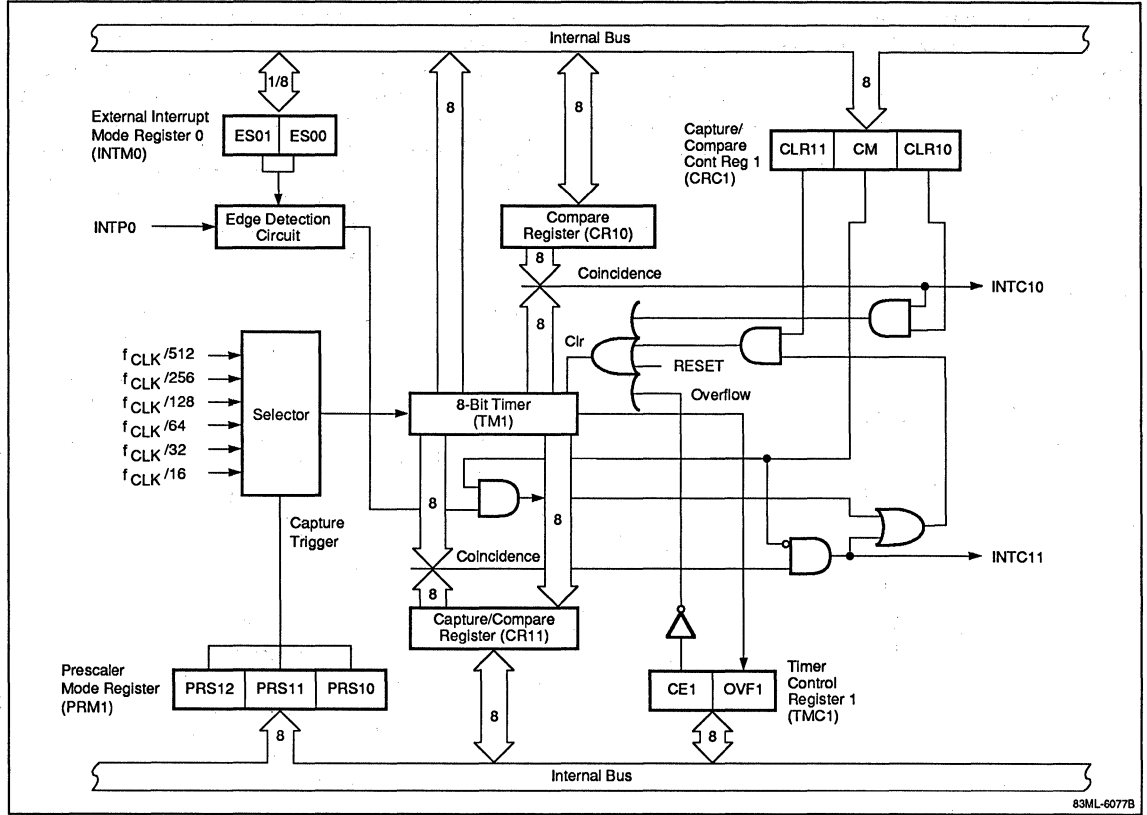 Internal Bus
1/8
8
8
8
External Interrupt
Mode Register 0
(INTM0)
ES01
ES00
Capture/
Compare
Cont Reg 1
(CRC1)
CLR11
CM
CLR10
INTP0
Edge Detection
Circuit
Compare
Register (CR10)
8
Coincidence
INTC10
8
Clr
RESET
Overflow
fCLK/512
fCLK/256
fCLK/128
fCLK/64
fCLK/32
fCLK/16
Selector
8-Bit Timer
(TM1)
8
8
Capture
Trigger
Coincidence
INTC11
8
Capture/Compare
Register (CR11)
Prescaler
Mode Register
(PRM1)
PRS12
PRS11
PRS10
CE1
OVF1
Timer
Control
Register 1
(TMC1)
8
8
8
Internal Bus
83ML-6077B